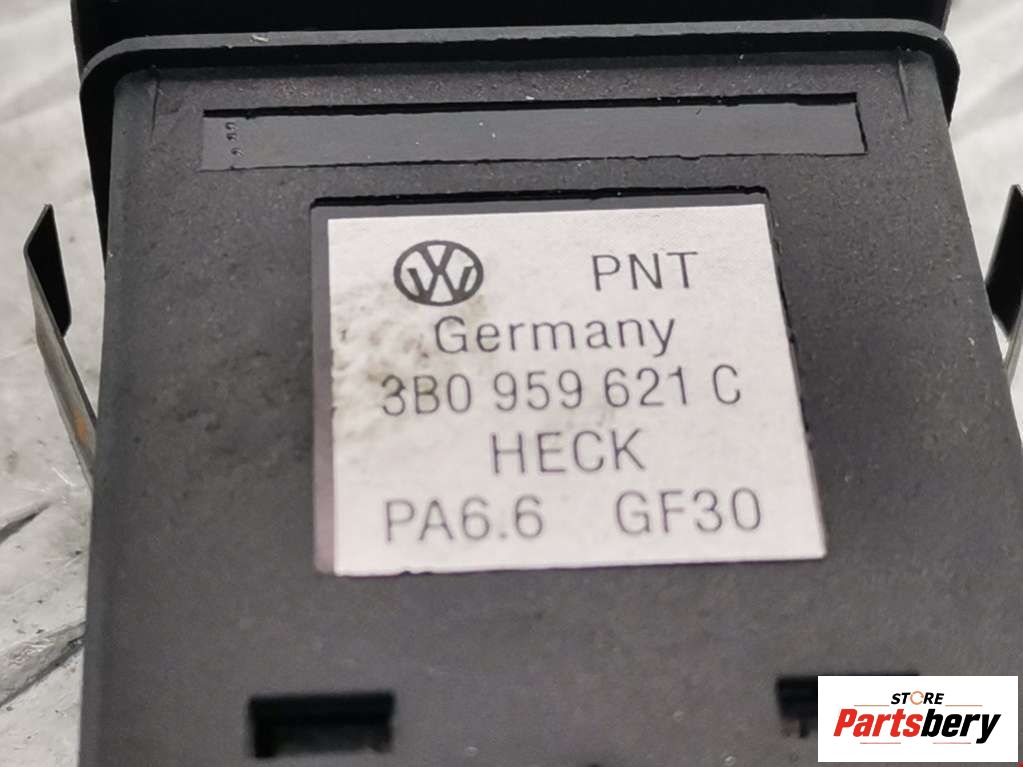 PNT
Germany
3B0 959 621 C
HECK
PA6.6 GF30
STORE
Partsbery